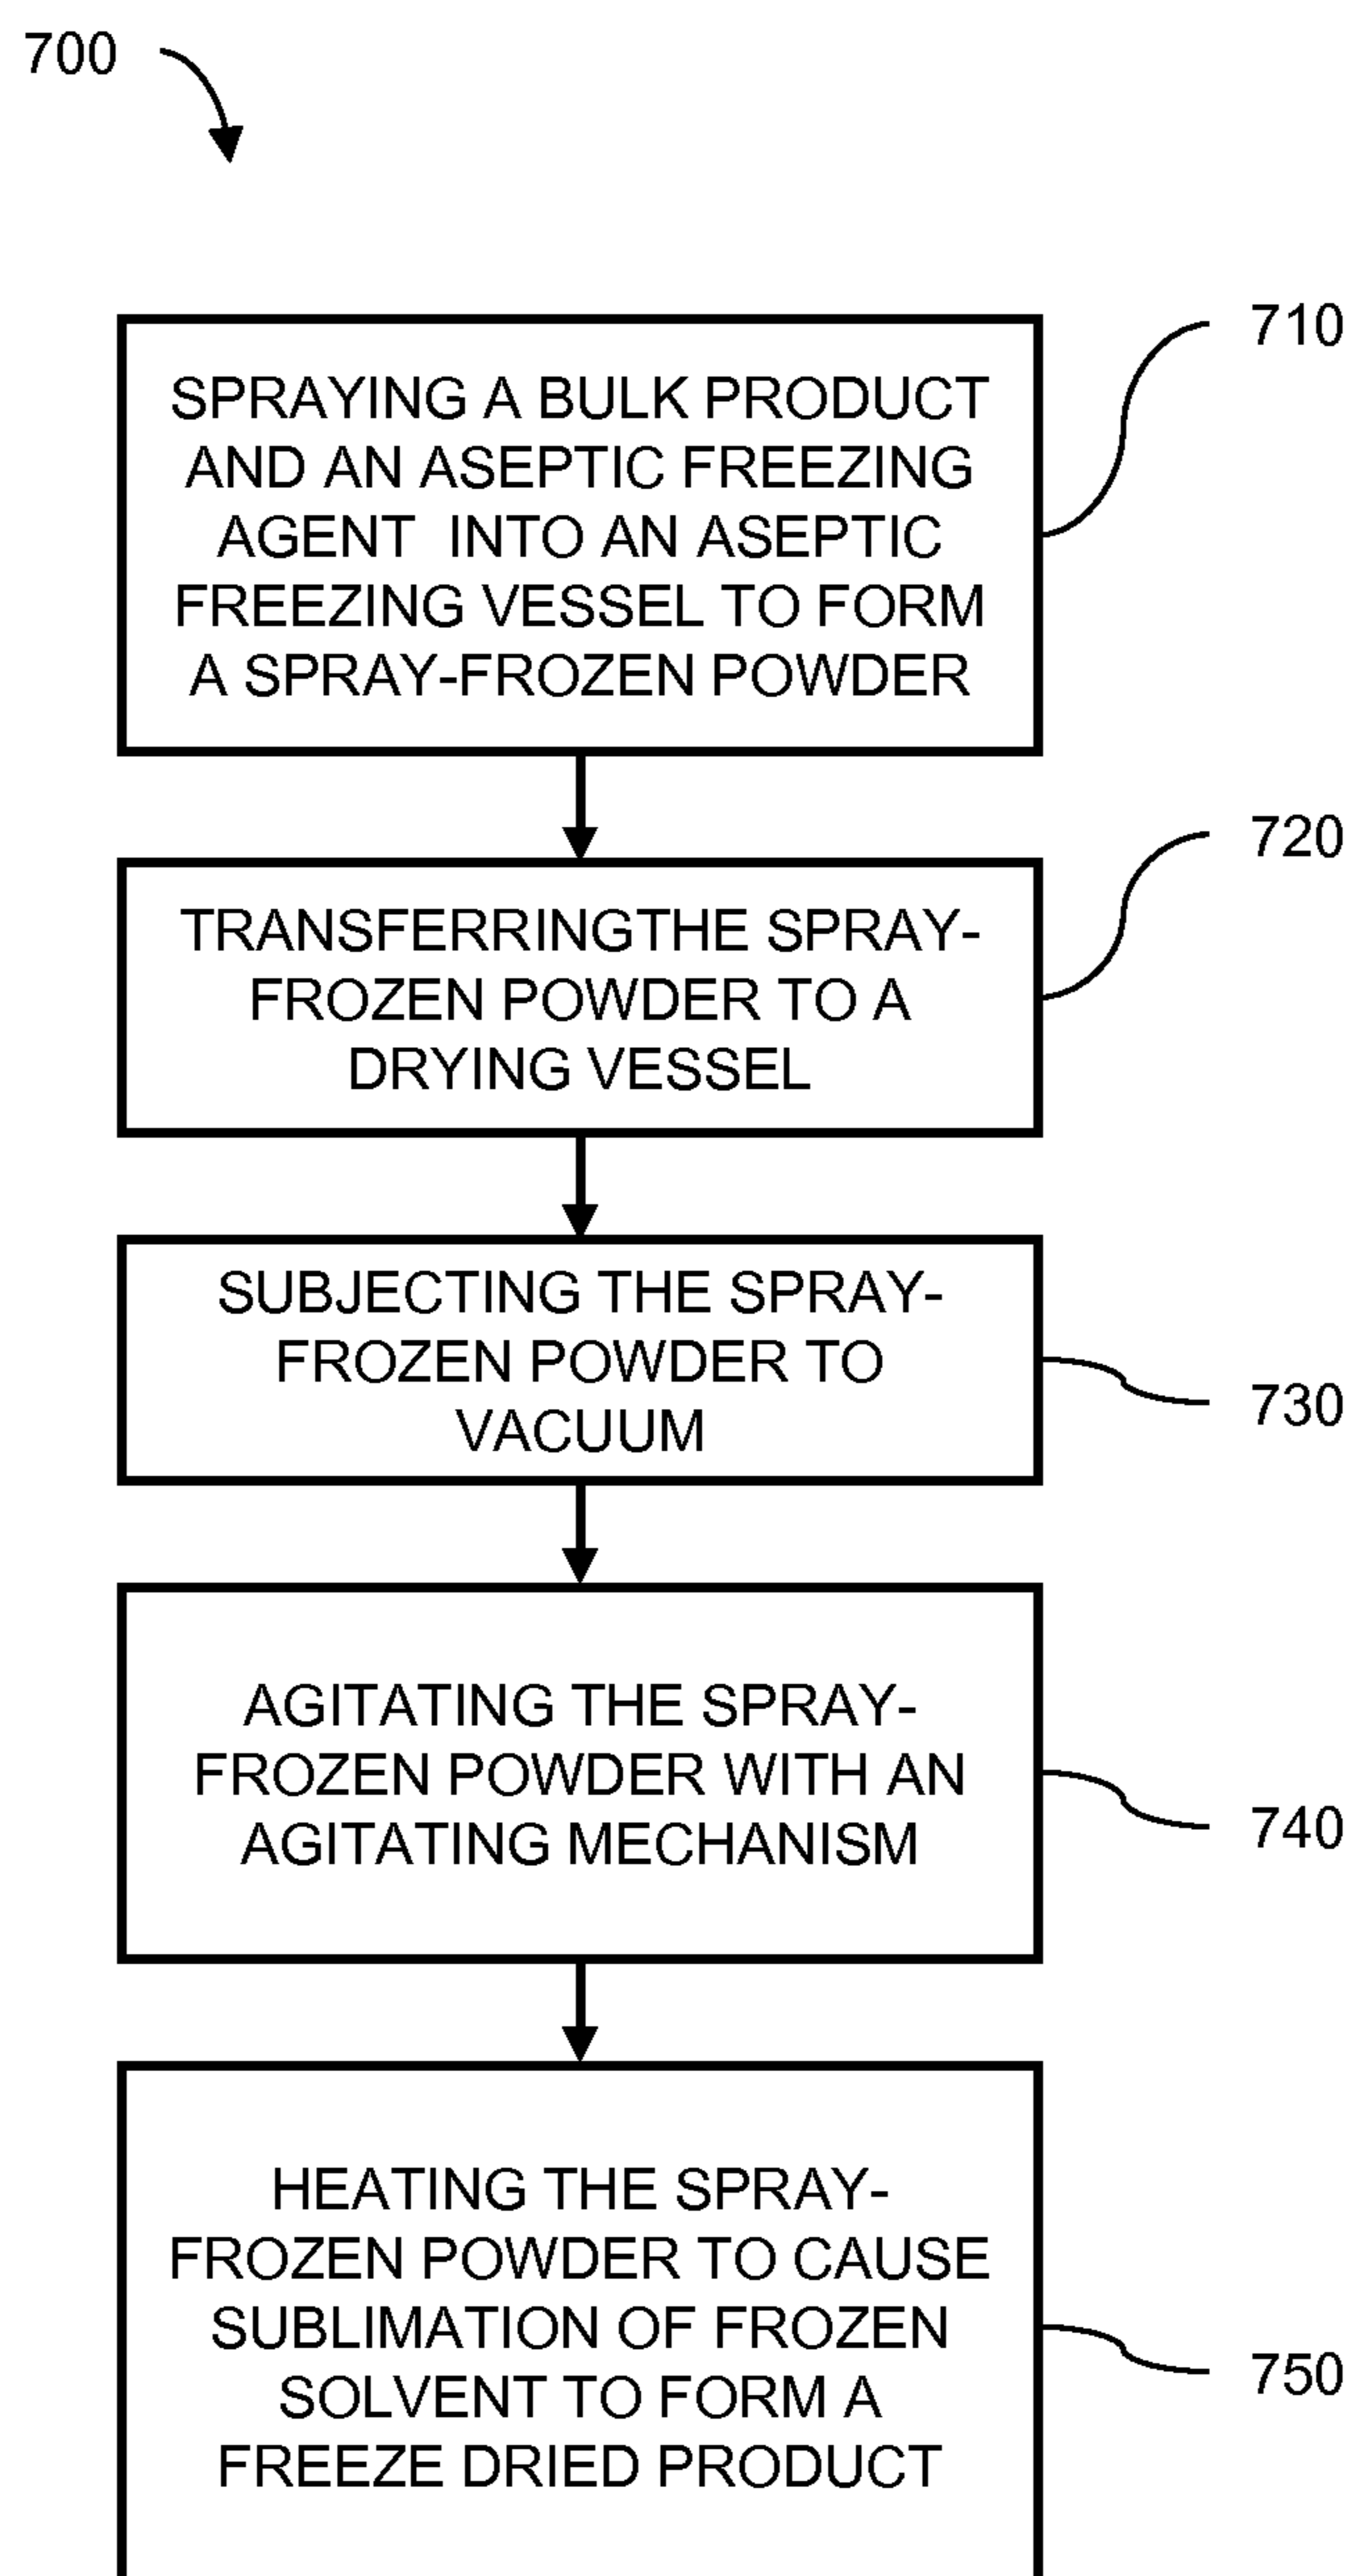 700
710
SPRAYING A BULK PRODUCT
AND AN ASEPTIC FREEZING
AGENT  INTO AN ASEPTIC
FREEZING VESSEL TO FORM
A SPRAY-FROZEN POWDER
720
TRANSFERRINGTHE SPRAY-
FROZEN POWDER TO A
DRYING VESSEL
SUBJECTING THE SPRAY-
FROZEN POWDER TO
VACUUM
730
AGITATING THE SPRAY-
FROZEN POWDER WITH AN
AGITATING MECHANISM
740
HEATING THE SPRAY-
FROZEN POWDER TO CAUSE
SUBLIMATION OF FROZEN
SOLVENT TO FORM A
FREEZE DRIED PRODUCT
750